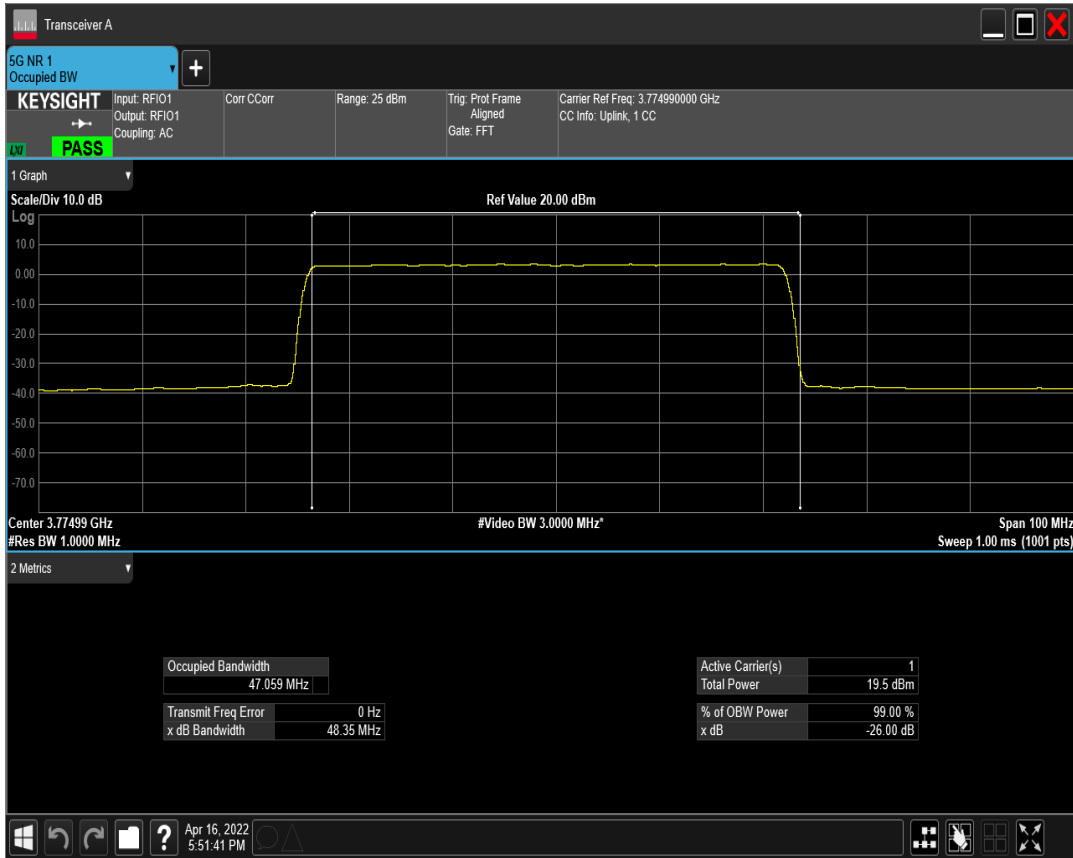 Transceiver A
5G NR 1
Occupied BW
KEYSIGHT
LXI
PASS
Input: RFIO1
Output: RFIO1
Coupling: AC
Corr CCorr
Range: 25 dBm
Trig: Prot Frame
Aligned
Gate: FFT
Carrier Ref Freq: 3.774990000 GHz
CC Info: Uplink, 1 CC
1 Graph
Scale/Div 10.0 dB
Ref Value 20.00 dBm
Log
10.0
0.00
-10.0
-20.0
-30.0
-40.0
-50.0
-60.0
-70.0
Center 3.77499 GHz
#Video BW 3.0000 MHz*
Span 100 MHz
#Res BW 1.0000 MHz
Sweep 1.00 ms (1001 pts)
2 Metrics
Occupied Bandwidth
47.059 MHz
Transmit Freq Error 0 Hz
x dB Bandwidth 48.35 MHz
Active Carrier(s) 1
Total Power 19.5 dBm
% of OBW Power 99.00 %
x dB -26.00 dB
?
Apr 16, 2022
5:51:41 PM